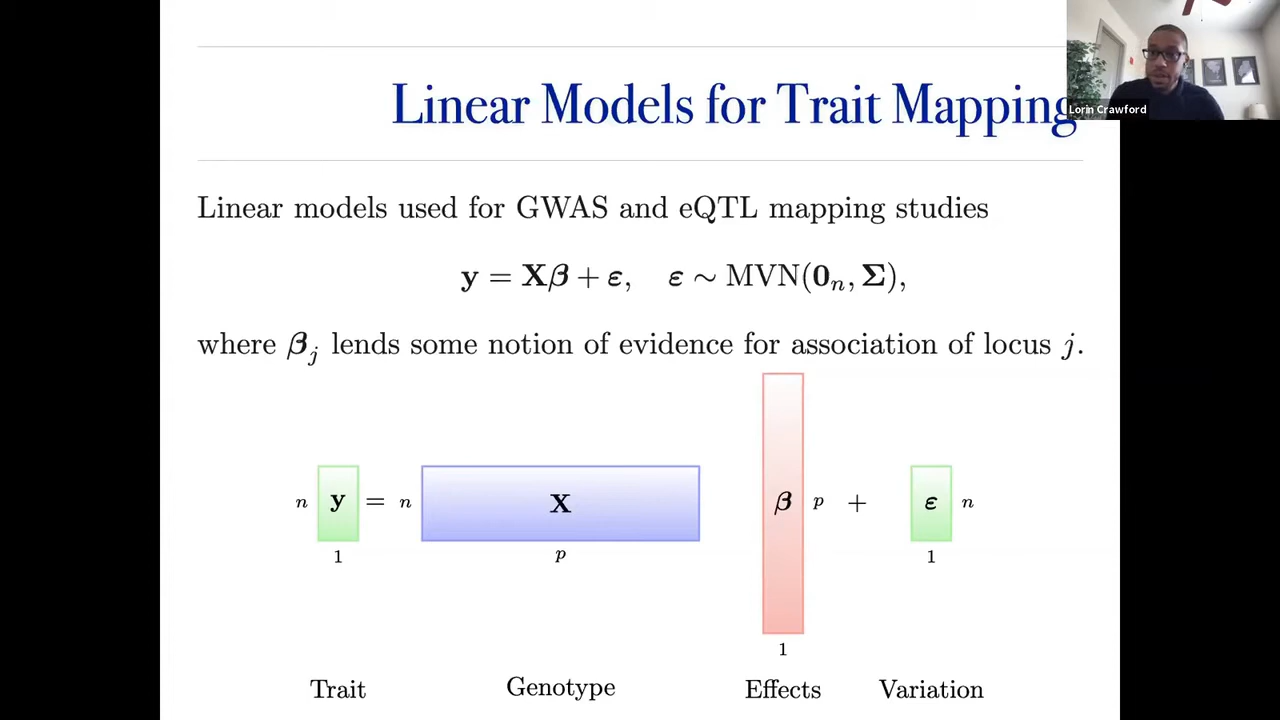 Linear Models for Trait Mapping
Lorin Crawford
Linear models used for GWAS and eQTL mapping studies
y = Xβ + ε, ε ∼ MVN(0ₙ, Σ),
where βⱼ lends some notion of evidence for association of locus j.
n y = n X β p + ε n
1 p 1
1
Trait Genotype Effects Variation